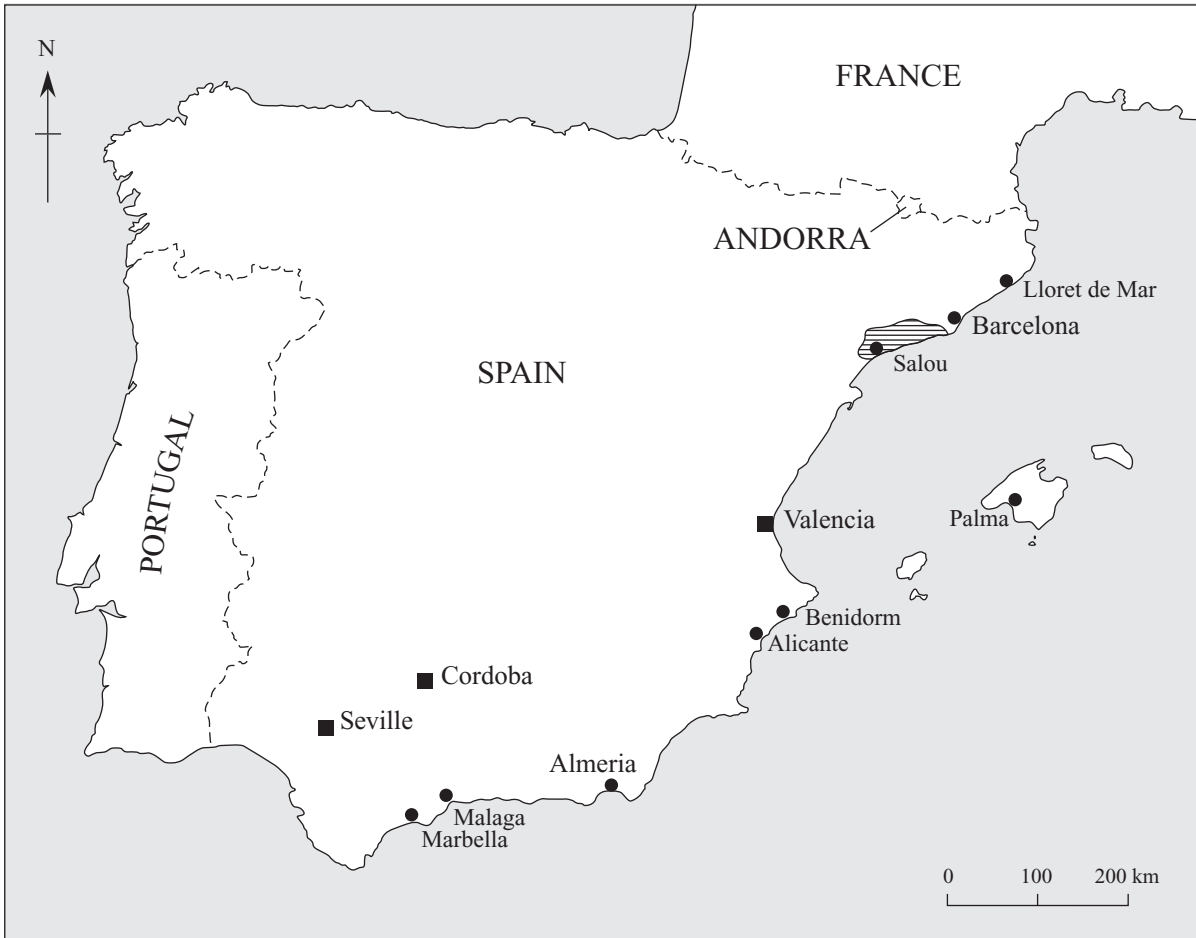 N
FRANCE
ANDORRA
Lloret de Mar
Barcelona
Salou
SPAIN
PORTUGAL
Palma
Valencia
Benidorm
Alicante
Cordoba
Seville
Almeria
Malaga
Marbella
0 100 200 km